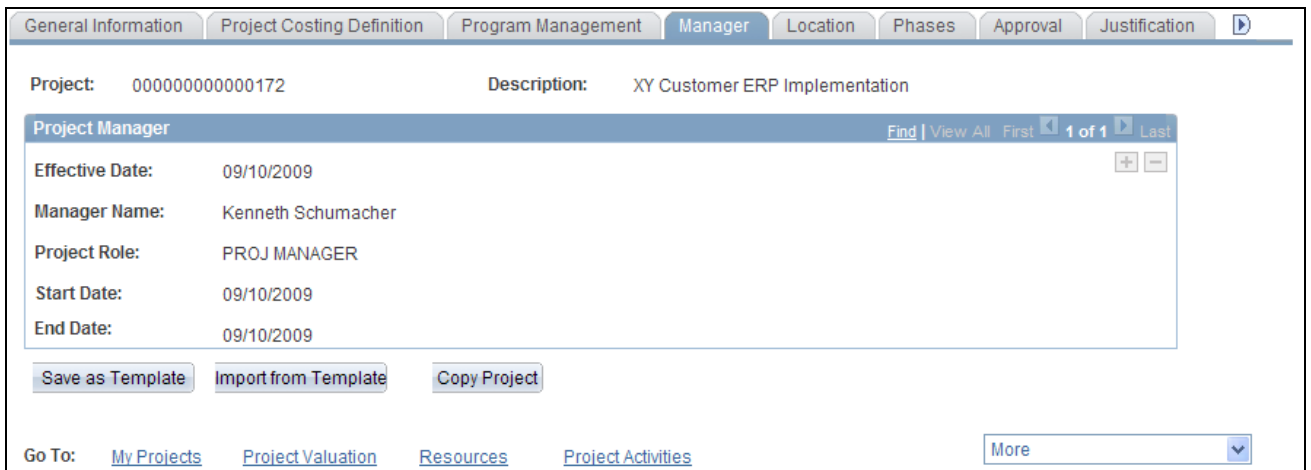 General Information Project Costing Definition Program Management Manager Location Phases Approval Justification
Project: 000000000000172 Description: XY Customer ERP Implementation
Project Manager Find | View All First 1 of 1 Last
Effective Date: 09/10/2009
Manager Name: Kenneth Schumacher
Project Role: PROJ MANAGER
Start Date: 09/10/2009
End Date: 09/10/2009
Save as Template Import from Template Copy Project
Go To: My Projects Project Valuation Resources Project Activities More